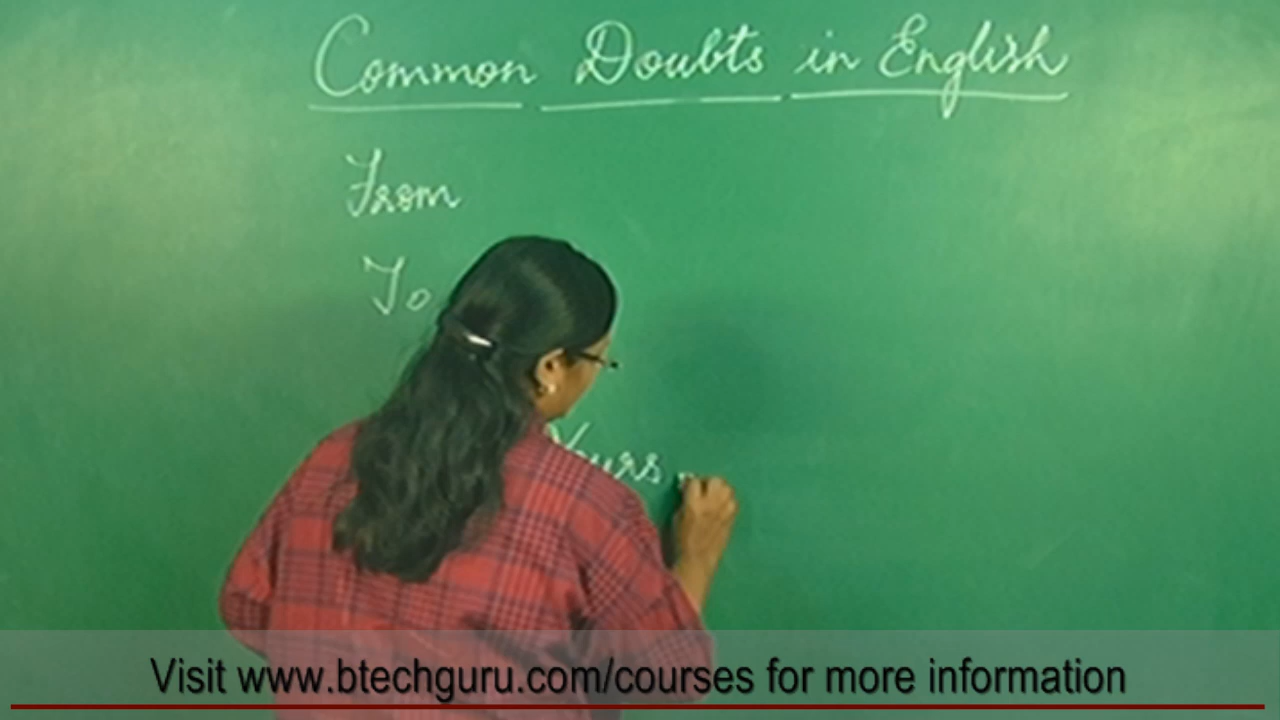 Common Doubts in English
From
To
Yours
Visit www.btechguru.com/courses for more information